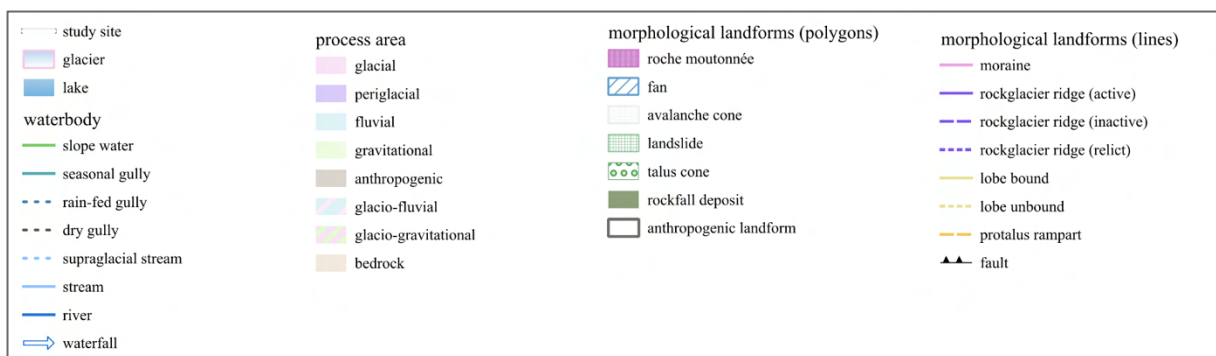 study site
glacier
lake
waterbody
slope water
seasonal gully
rain-fed gully
dry gully
supraglacial stream
stream
river
waterfall
process area
glacial
periglacial
fluvial
gravitational
anthropogenic
glacio-fluvial
glacio-gravitational
bedrock
morphological landforms (polygons)
roche moutonnée
fan
avalanche cone
landslide
talus cone
rockfall deposit
anthropogenic landform
morphological landforms (lines)
moraine
rockglacier ridge (active)
rockglacier ridge (inactive)
rockglacier ridge (relict)
lobe bound
lobe unbound
protalus rampart
fault